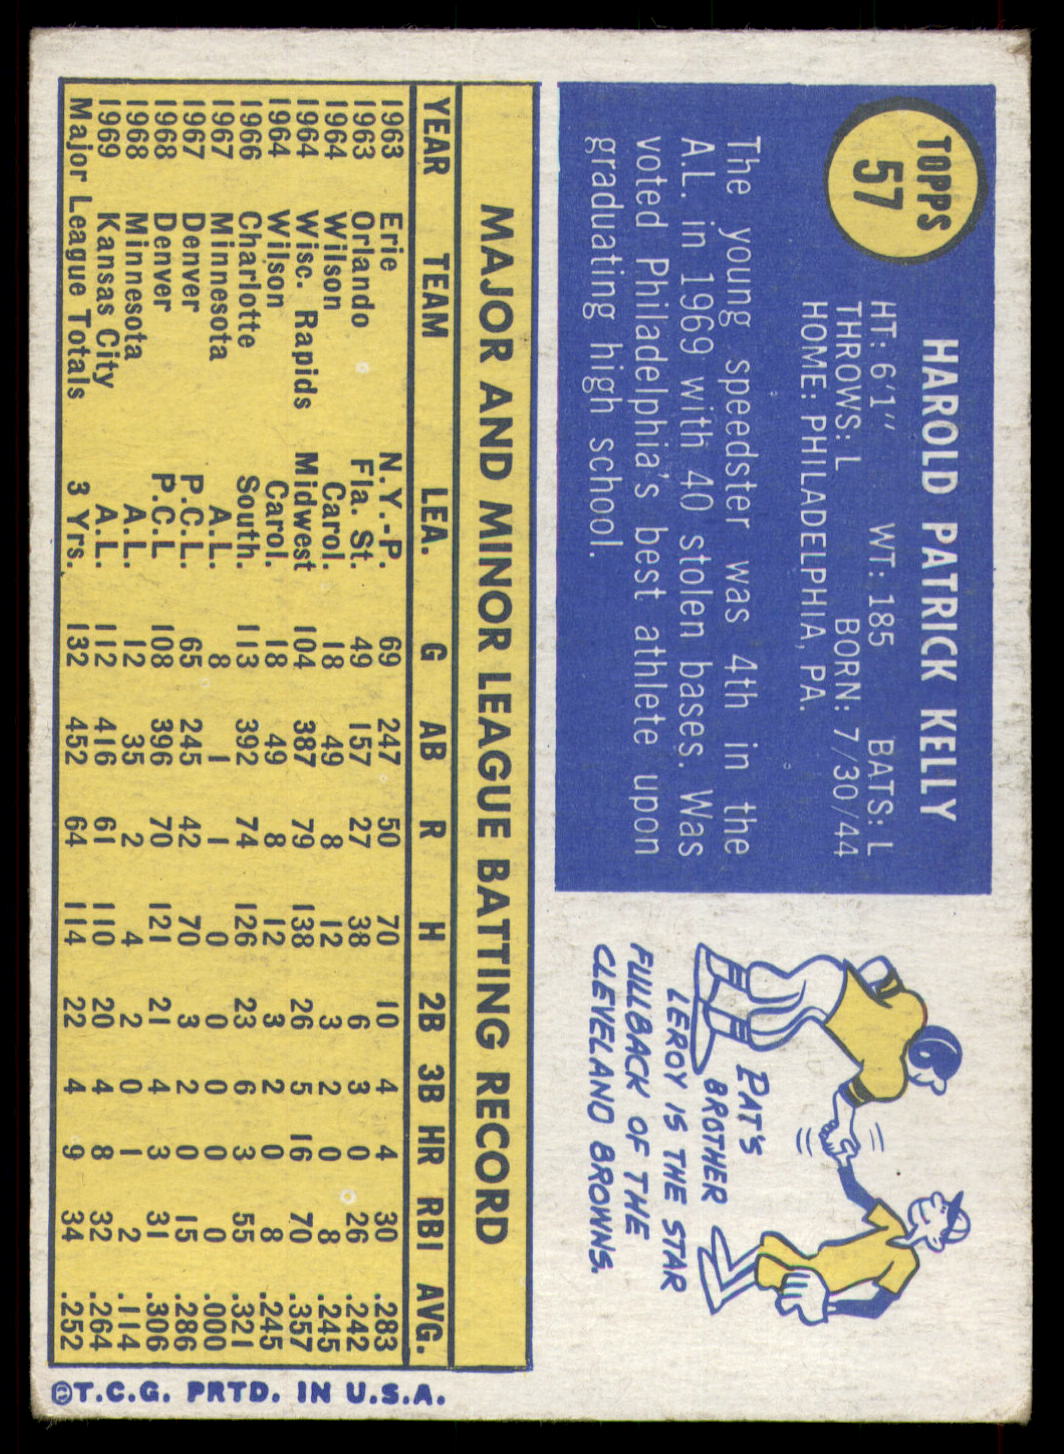 TOPPS
57
HAROLD PATRICK KELLY
HT: 6'1" WT: 185 BATS: L
THROWS: L BORN: 7/30/44
HOME: PHILADELPHIA, PA.
The young speedster was 4th in the
A.L. in 1969 with 40 stolen bases. Was
voted Philadelphia's best athlete upon
graduating high school.
PAT'S
BROTHER
LEROY IS THE STAR
FULLBACK OF THE
CLEVELAND BROWNS.
MAJOR AND MINOR LEAGUE BATTING RECORD
YEAR TEAM LEA. G AB R H 2B 3B HR RBI AVG.
1963 Erie N.Y.-P. 69 247 50 70 10 4 4 30 .283
1963 Orlando Fla. St. 49 157 27 38 6 3 0 26 .242
1964 Wilson Carol. 18 49 8 12 3 2 0 8 .245
1964 Wisc. Rapids Midwest 104 387 79 138 26 5 16 70 .357
1964 Wilson Carol. 18 49 8 12 3 2 0 8 .245
1966 Charlotte South. 113 392 74 126 23 6 3 55 .321
1967 Minnesota A.L. 8 1 1 0 0 0 0 0 .000
1967 Denver P.C.L. 65 245 42 70 3 2 0 15 .286
1968 Denver P.C.L 108 396 70 121 21 4 3 31 .306
1968 Minnesota A.L. 12 35 2 4 2 0 1 2 .114
1969 Kansas City A.L. 112 416 61 110 20 4 8 32 .264
Major League Totals 3 Yrs. 132 452 64 114 22 4 9 34 .252
©T.C.G. PRTD. IN U.S.A.